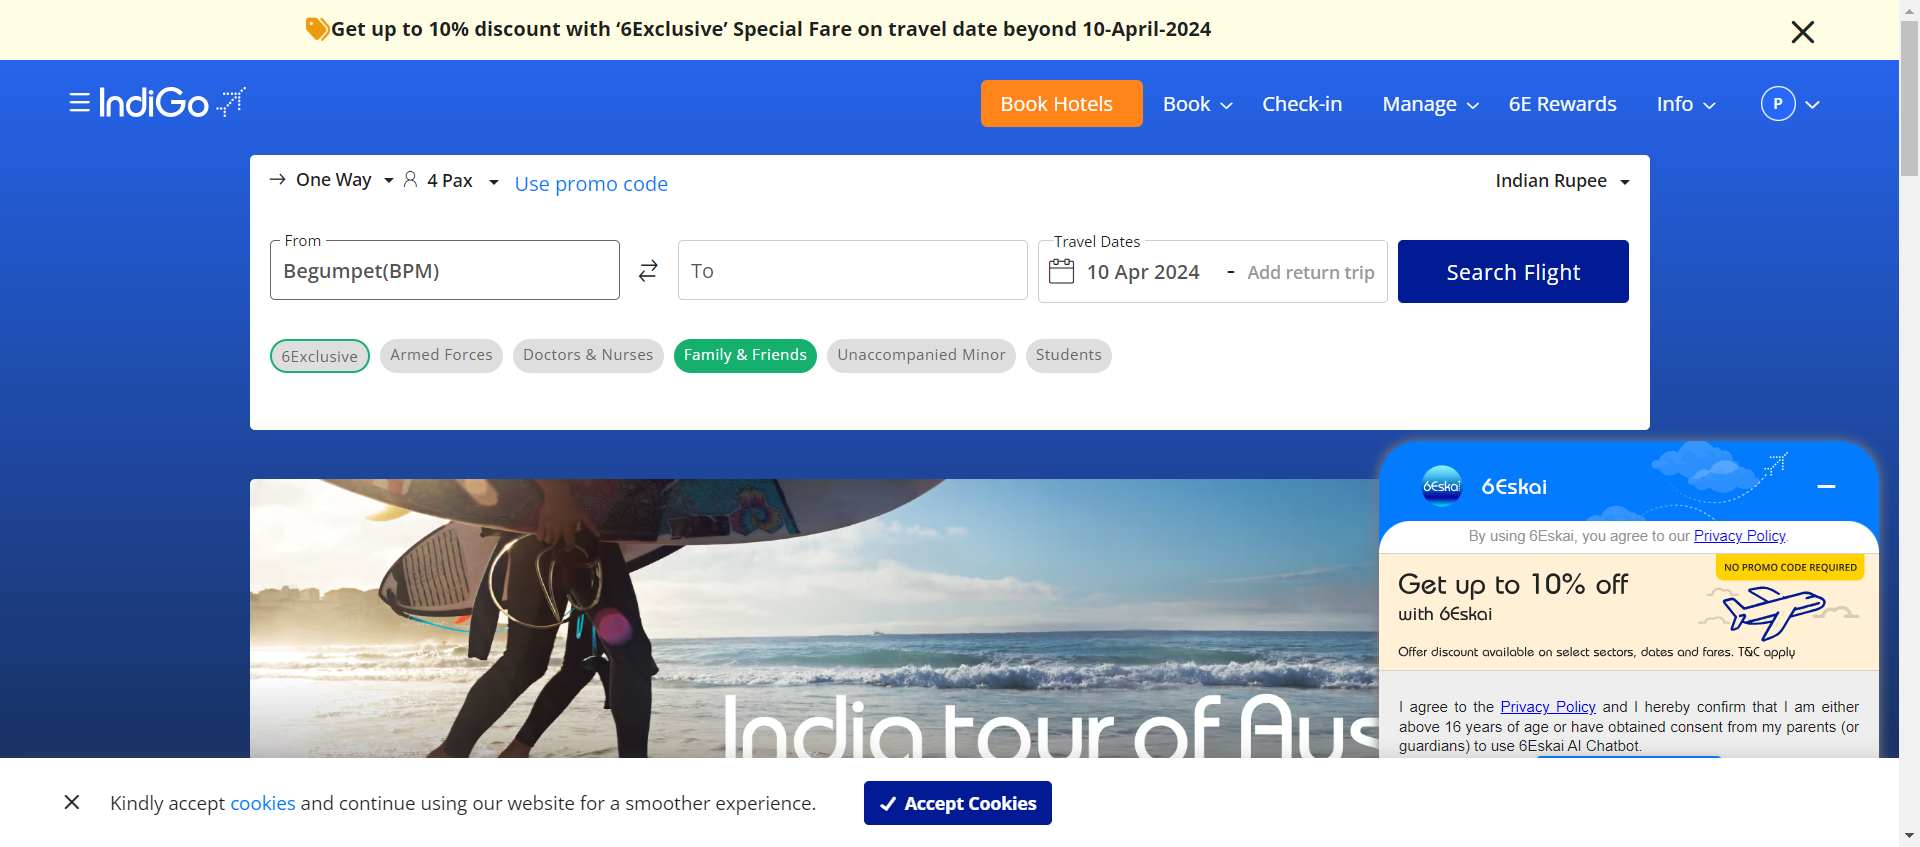 Get up to 10% discount with ‘6Exclusive’ Special Fare on travel date beyond 10-April-2024
IndiGo
Book Hotels
Book
Check-in
Manage
6E Rewards
Info
P
One Way
4 Pax
Use promo code
Indian Rupee
From
Begumpet(BPM)
To
Travel Dates
10 Apr 2024 - Add return trip
Search Flight
6Exclusive
Armed Forces
Doctors & Nurses
Family & Friends
Unaccompanied Minor
Students
India tour of Aus
6Eskai
6Eskai
By using 6Eskai, you agree to our Privacy Policy.
NO PROMO CODE REQUIRED
Get up to 10% off
with 6Eskai
Offer discount available on select sectors, dates and fares. T&C apply
I agree to the Privacy Policy and I hereby confirm that I am either
above 16 years of age or have obtained consent from my parents (or
guardians) to use 6Eskai AI Chatbot.
Kindly accept cookies and continue using our website for a smoother experience.
Accept Cookies